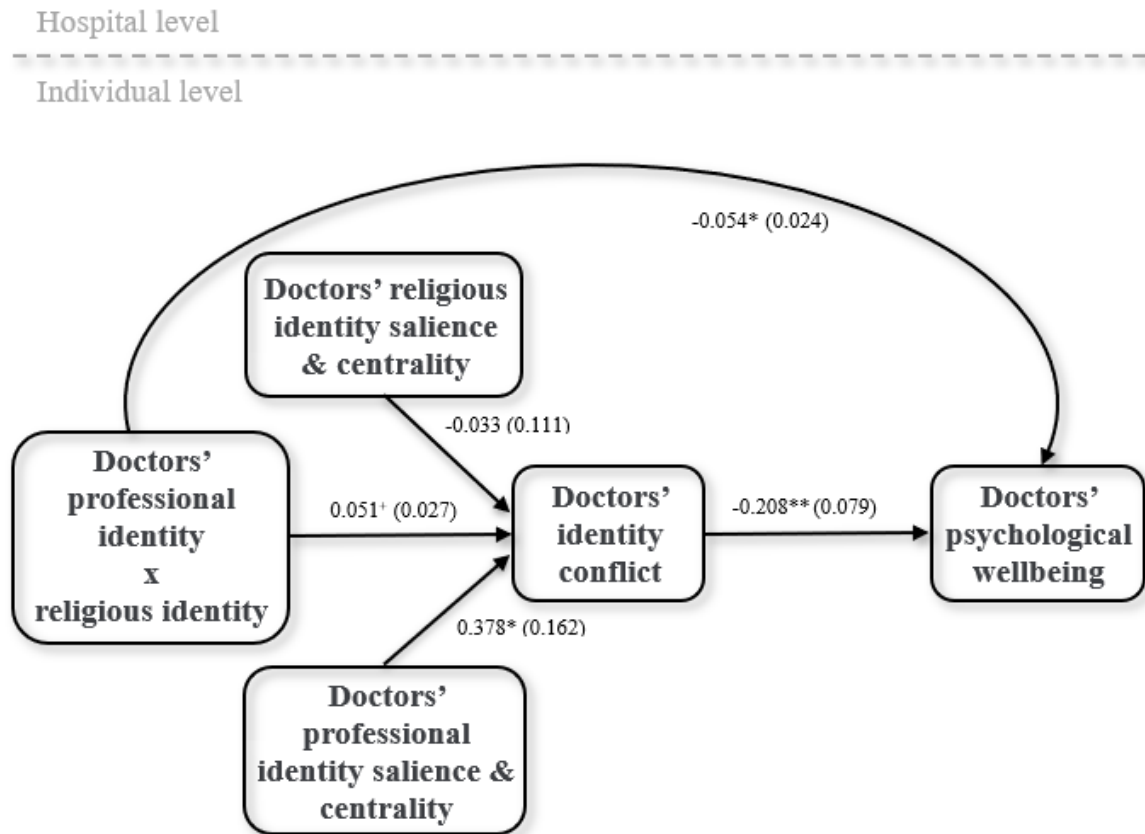 Hospital level
Individual level
-0.054* (0.024)
Doctors’ religious
identity salience
& centrality
-0.033 (0.111)
Doctors’
professional
identity
x
religious identity
0.051⁺ (0.027)
Doctors’
identity
conflict
-0.208** (0.079)
Doctors’
psychological
wellbeing
0.378* (0.162)
Doctors’
professional
identity salience &
centrality